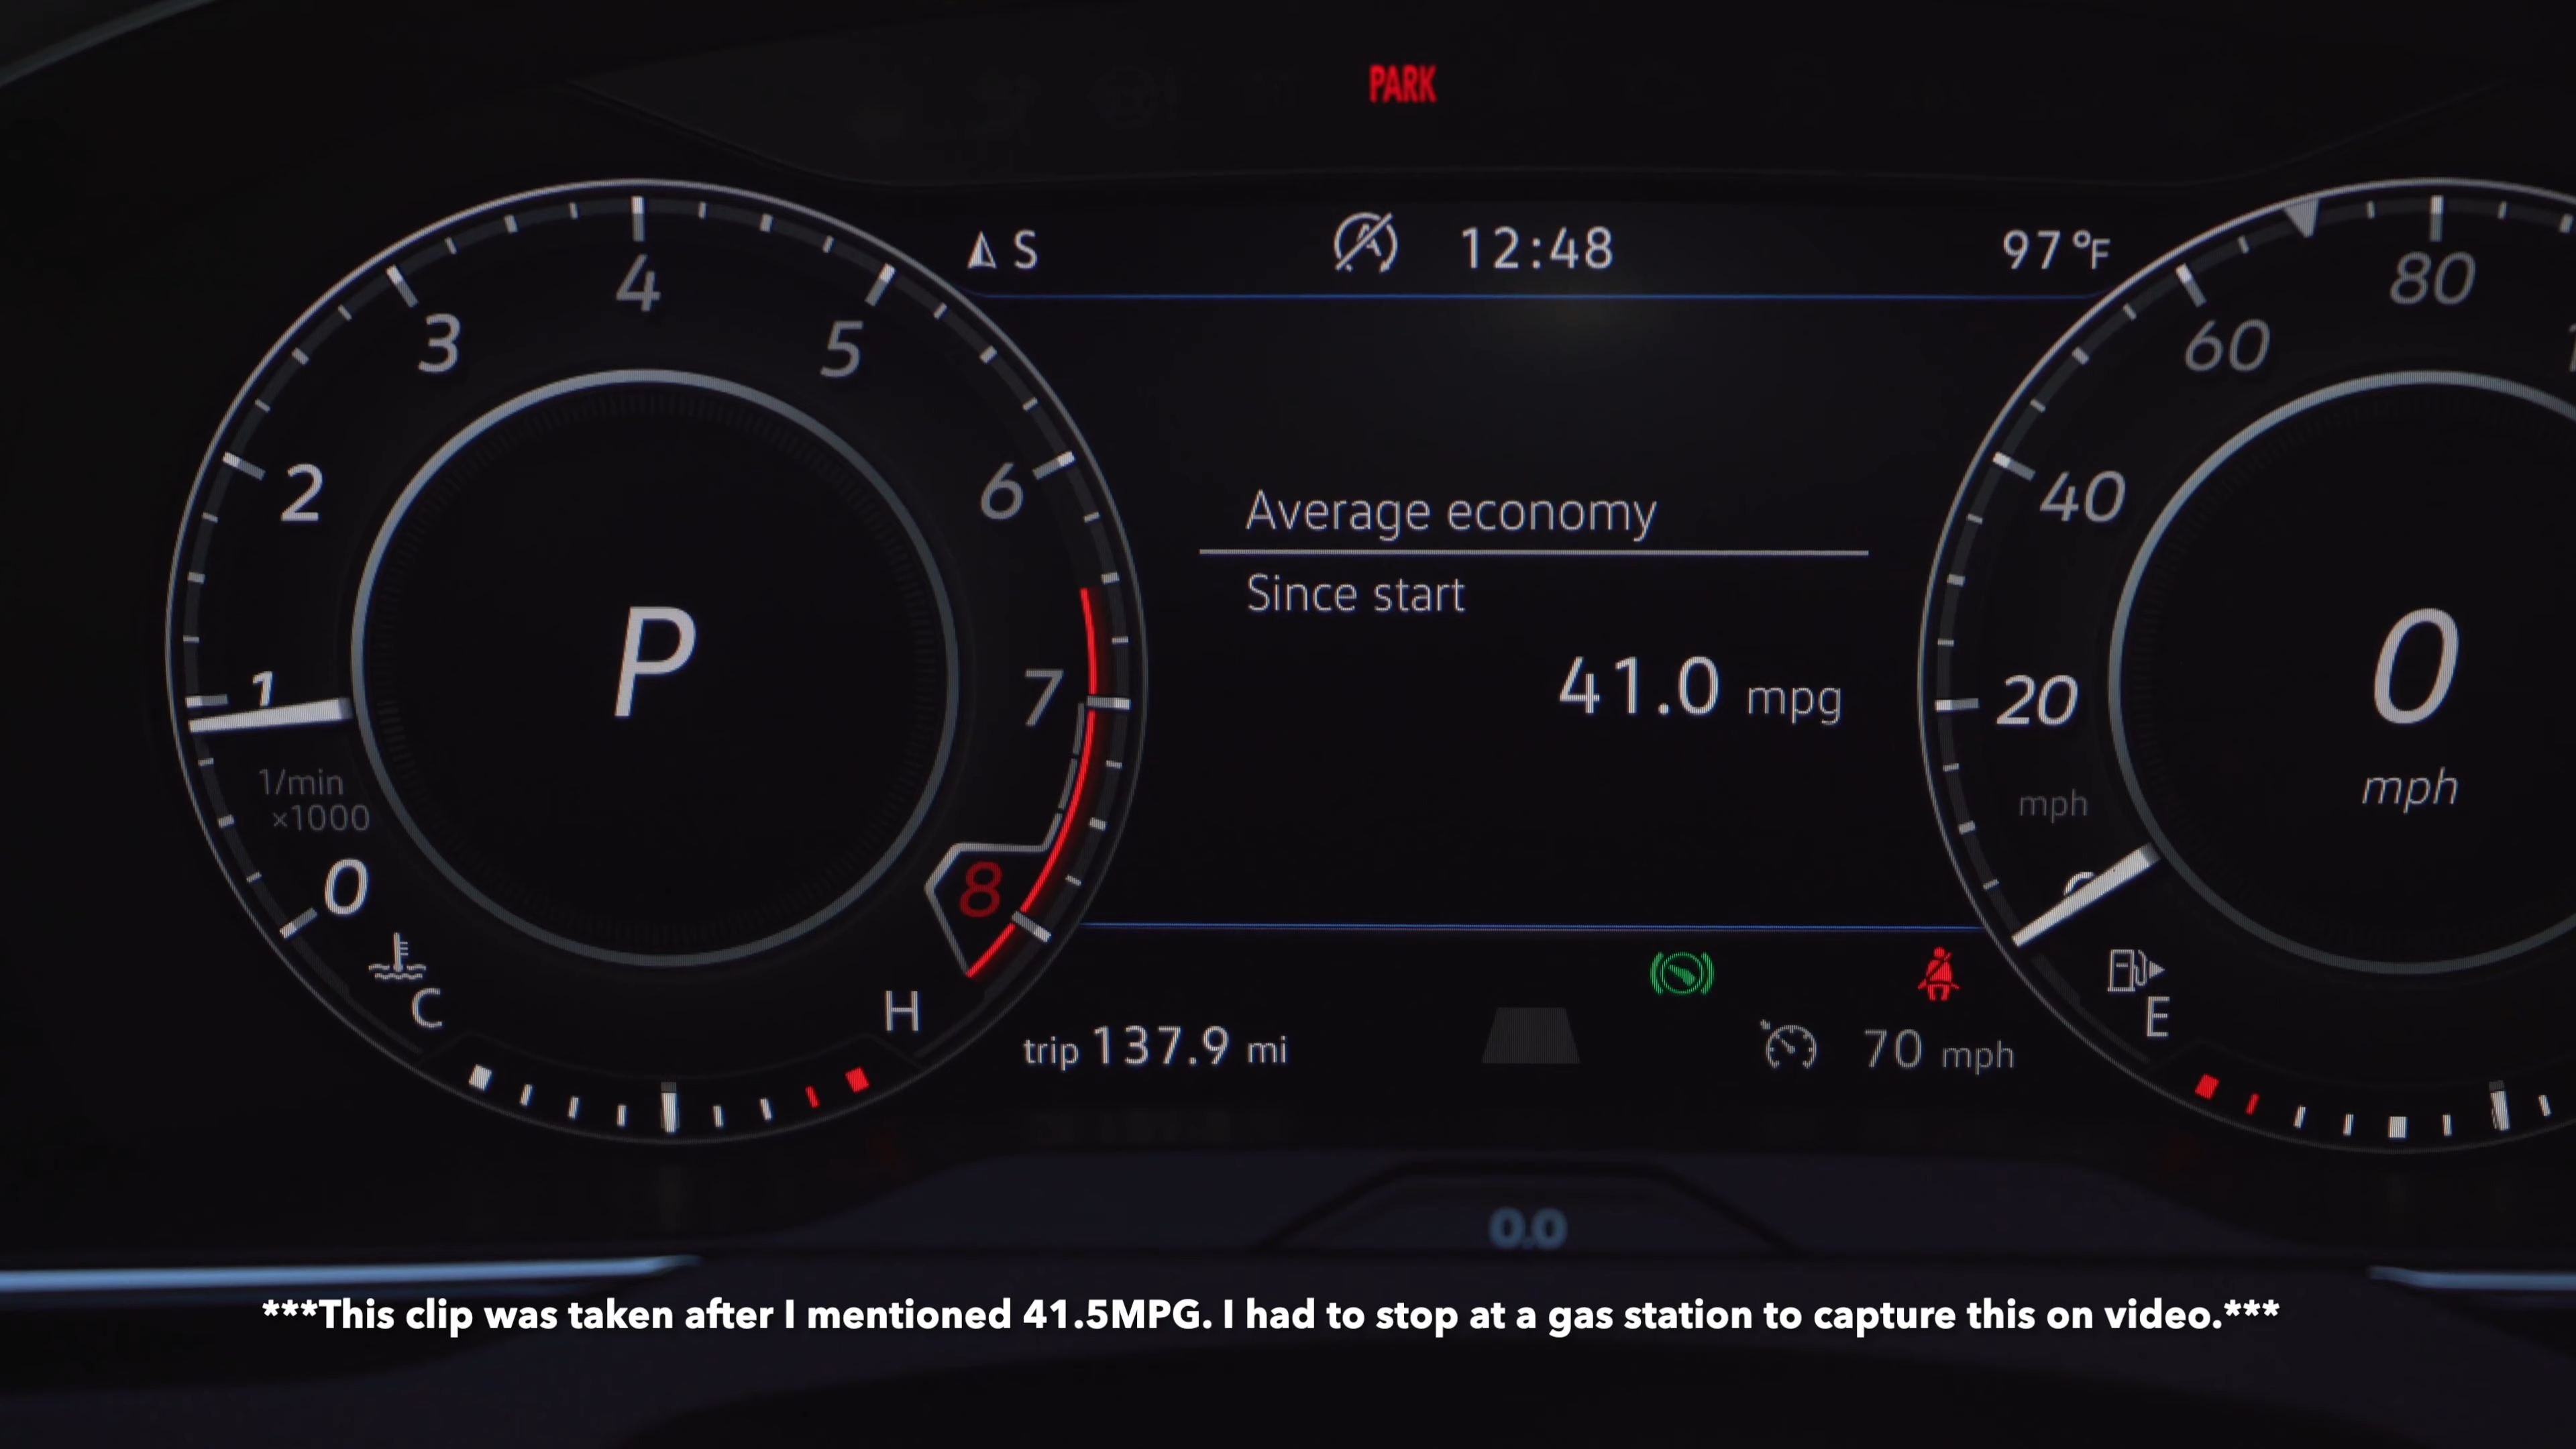 PARK
S 12:48 97°F
4
80
3
5
60
2
6
40
Average economy
Since start
41.0 mpg
P
0
mph
1
7
20
mph
1/min
×1000
0
8
C
H
E
trip 137.9 mi
70 mph
0.0
***This clip was taken after I mentioned 41.5MPG. I had to stop at a gas station to capture this on video.***